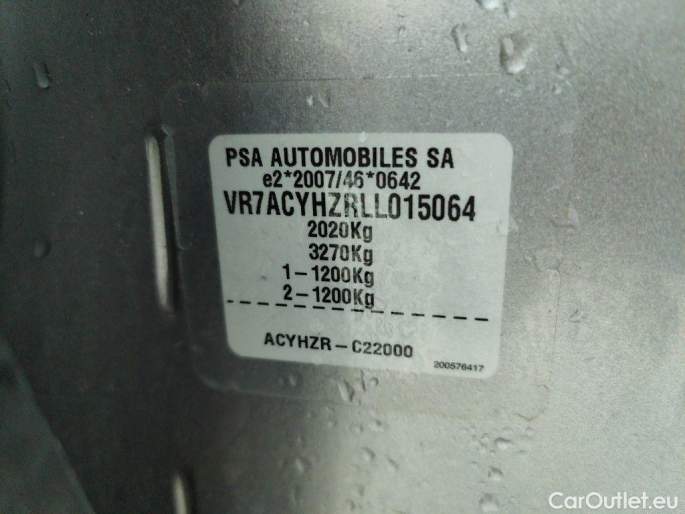 PSA AUTOMOBILES SA
e2*2007/46*0642
VR7ACYHZRLL015064
2020Kg
3270Kg
1-1200Kg
2-1200Kg
ACYHZR-C22000
200576417
CarOutlet.eu